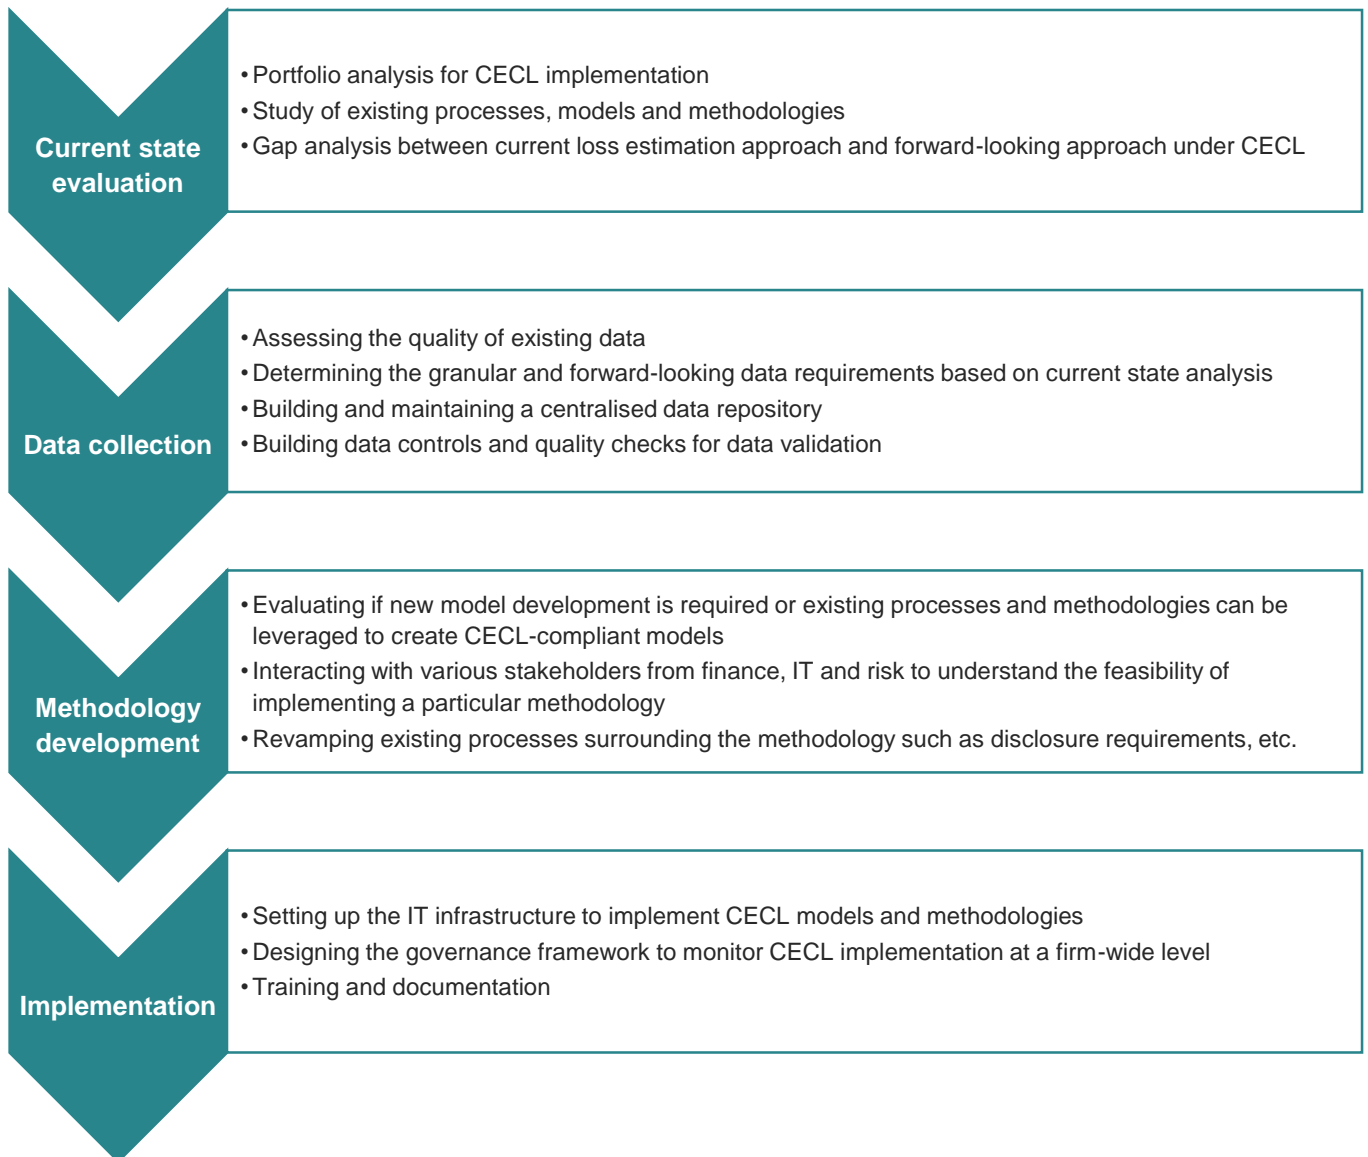 Current state
evaluation
• Portfolio analysis for CECL implementation
• Study of existing processes, models and methodologies
• Gap analysis between current loss estimation approach and forward-looking approach under CECL
Data collection
• Assessing the quality of existing data
• Determining the granular and forward-looking data requirements based on current state analysis
• Building and maintaining a centralised data repository
• Building data controls and quality checks for data validation
Methodology
development
• Evaluating if new model development is required or existing processes and methodologies can be
leveraged to create CECL-compliant models
• Interacting with various stakeholders from finance, IT and risk to understand the feasibility of
implementing a particular methodology
• Revamping existing processes surrounding the methodology such as disclosure requirements, etc.
Implementation
• Setting up the IT infrastructure to implement CECL models and methodologies
• Designing the governance framework to monitor CECL implementation at a firm-wide level
• Training and documentation